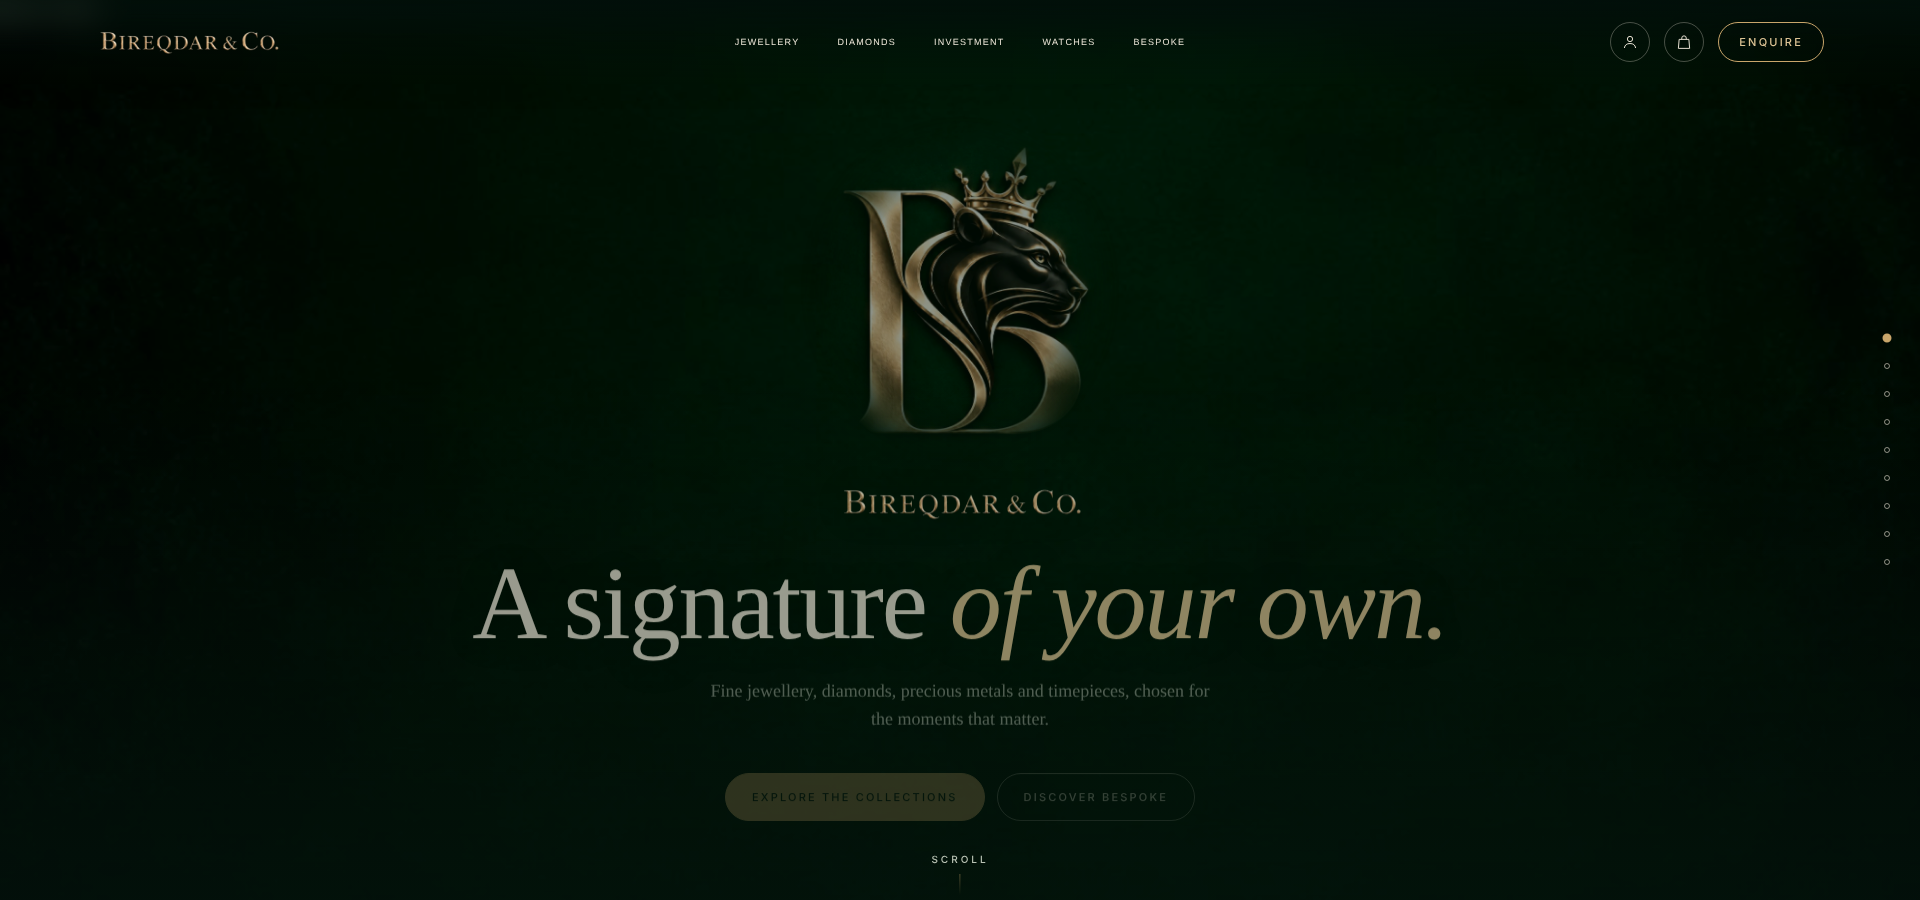 BIREQDAR & CO.
JEWELLERY
DIAMONDS
INVESTMENT
WATCHES
BESPOKE
ENQUIRE
BIREQDAR & CO.
A signature of your own.
Fine jewellery, diamonds, precious metals and timepieces, chosen for
the moments that matter.
EXPLORE THE COLLECTIONS
DISCOVER BESPOKE
SCROLL